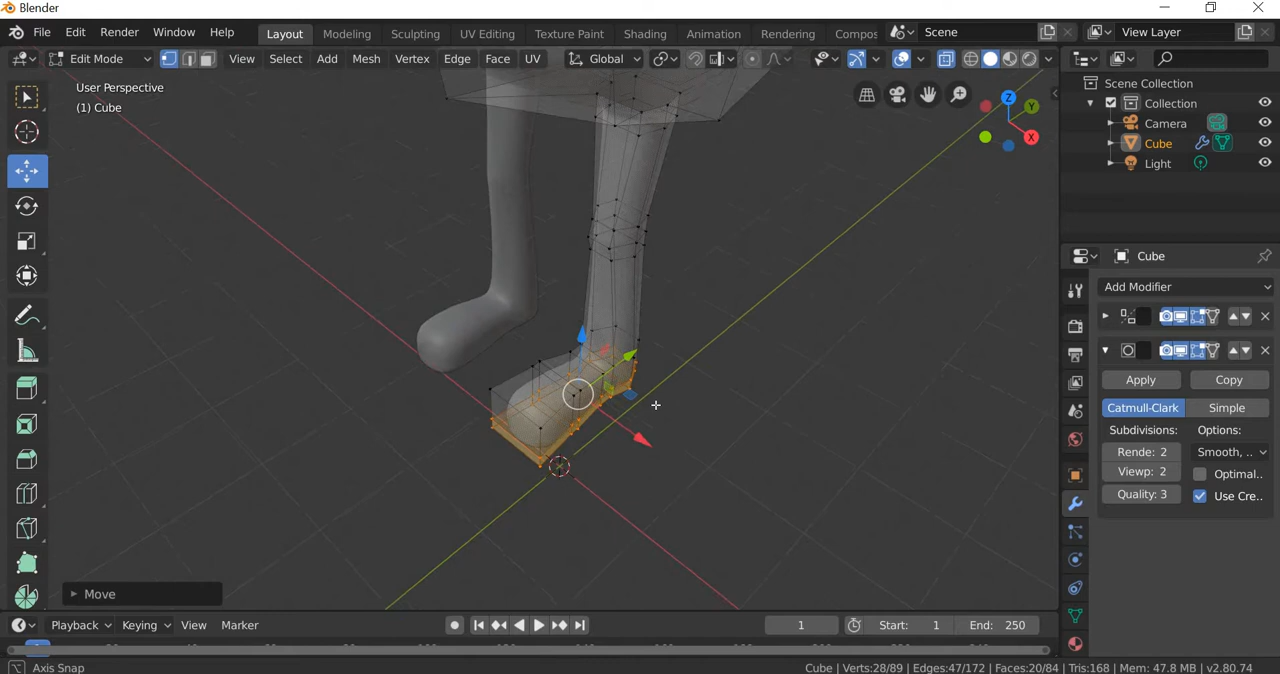 Blender
File Edit Render Window Help Layout Modeling Sculpting UV Editing Texture Paint Shading Animation Rendering Compos Scene View Layer
Edit Mode View Select Add Mesh Vertex Edge Face UV Global
User Perspective
(1) Cube
Z
Y
X
Scene Collection
Collection
Camera
Cube
Light
Cube
Add Modifier
Apply Copy
Catmull-Clark Simple
Subdivisions: Options:
Rende: 2 Smooth, ..
Viewp: 2 Optimal..
Quality: 3 Use Cre..
Move
Playback Keying View Marker 1 Start: 1 End: 250
Axis Snap Cube | Verts:28/89 | Edges:47/172 | Faces:20/84 | Tris:168 | Mem: 47.8 MB | v2.80.74